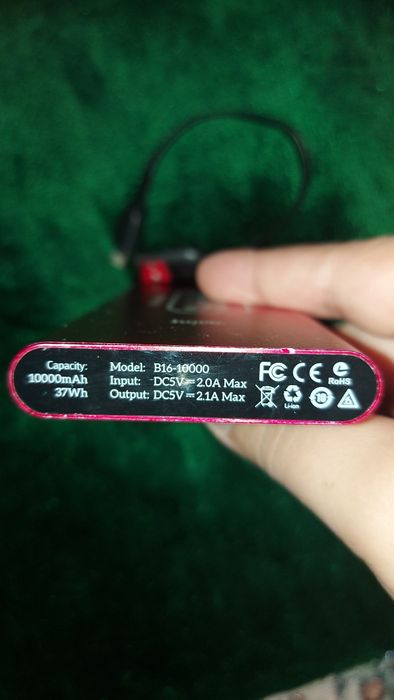 Capacity:
10000mAh
37Wh
Model: B16-10000
Input: DC5V⎓2.0A Max
Output: DC5V⎓2.1A Max
FC CE RoHS
Li-ion
10